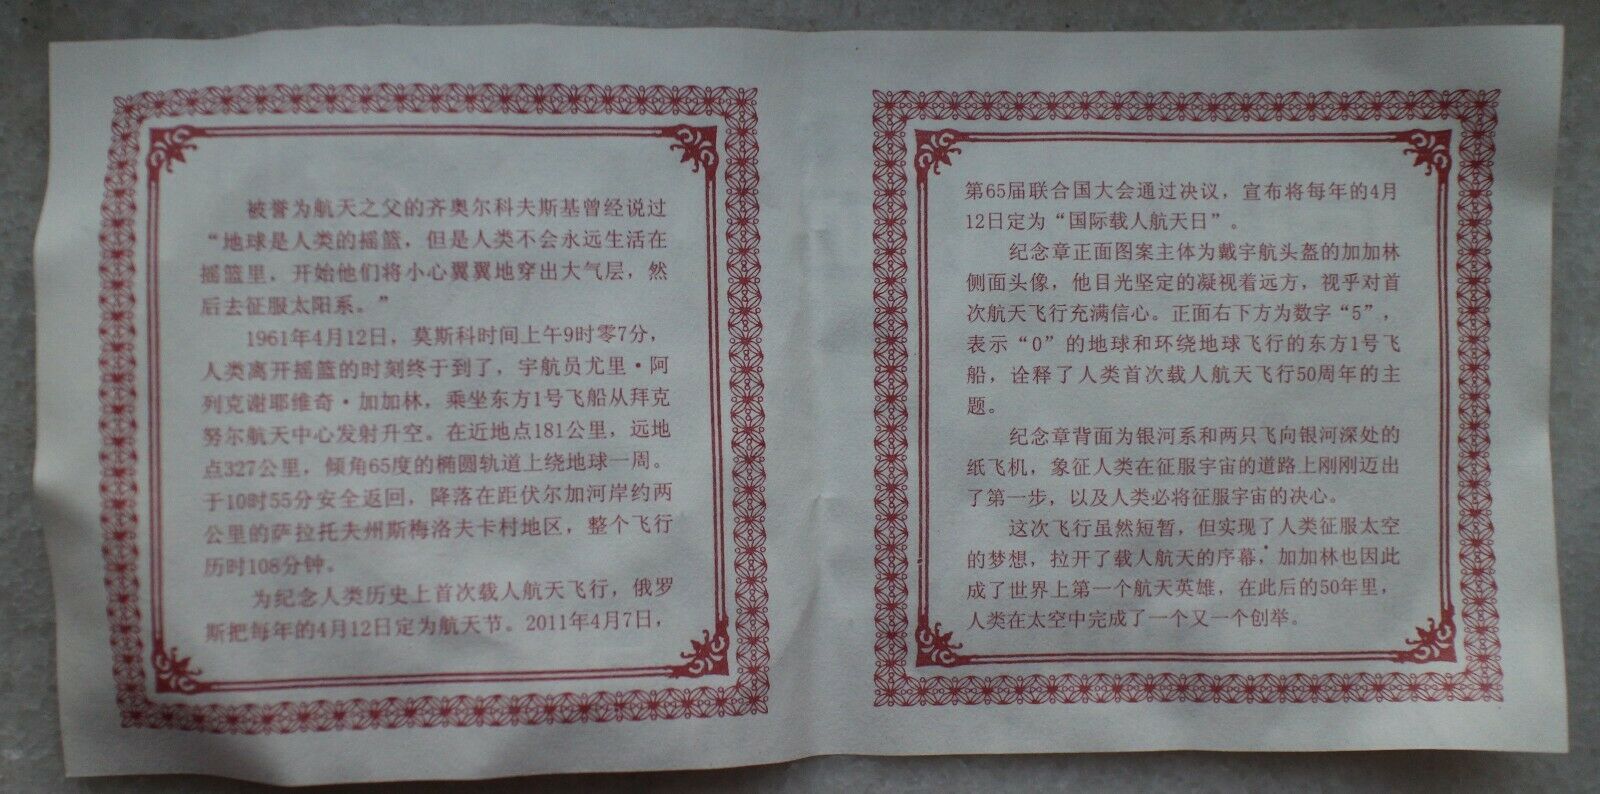 被誉为航天之父的齐奥尔科夫斯基曾经说过
“地球是人类的摇篮，但是人类不会永远生活在
摇篮里，开始他们将小心翼翼地穿出大气层，然
后去征服太阳系。”
1961年4月12日，莫斯科时间上午9时零7分，
人类离开摇篮的时刻终于到了，宇航员尤里·阿
列克谢耶维奇·加加林，乘坐东方1号飞船从拜克
努尔航天中心发射升空。在近地点181公里，远地
点327公里，倾角65度的椭圆轨道上绕地球一周。
于10时55分安全返回，降落在距伏尔加河岸约两
公里的萨拉托夫州斯梅洛夫卡村地区，整个飞行
历时108分钟。
为纪念人类历史上首次载人航天飞行，俄罗
斯把每年的4月12日定为航天节。2011年4月7日，
第65届联合国大会通过决议，宣布将每年的4月
12日定为“国际载人航天日”。
纪念章正面图案主体为戴宇航头盔的加加林
侧面头像，他目光坚定的凝视着远方，视乎对首
次航天飞行充满信心。正面右下方为数字“5”，
表示“0”的地球和环绕地球飞行的东方1号飞
船，诠释了人类首次载人航天飞行50周年的主
题。
纪念章背面为银河系和两只飞向银河深处的
纸飞机，象征人类在征服宇宙的道路上刚刚迈出
了第一步，以及人类必将征服宇宙的决心。
这次飞行虽然短暂，但实现了人类征服太空
的梦想，拉开了载人航天的序幕，加加林也因此
成了世界上第一个航天英雄，在此后的50年里，
人类在太空中完成了一个又一个创举。